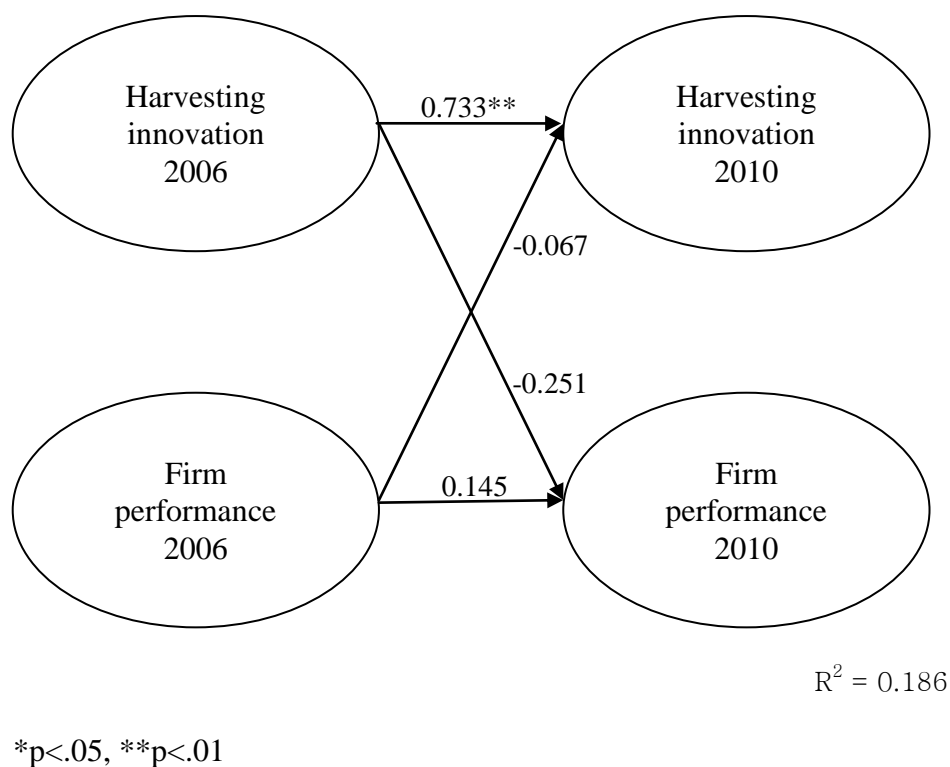 Harvesting
innovation
2006
0.733**
Harvesting
innovation
2010
-0.067
-0.251
Firm
performance
2006
0.145
Firm
performance
2010
R² = 0.186
*p<.05, **p<.01